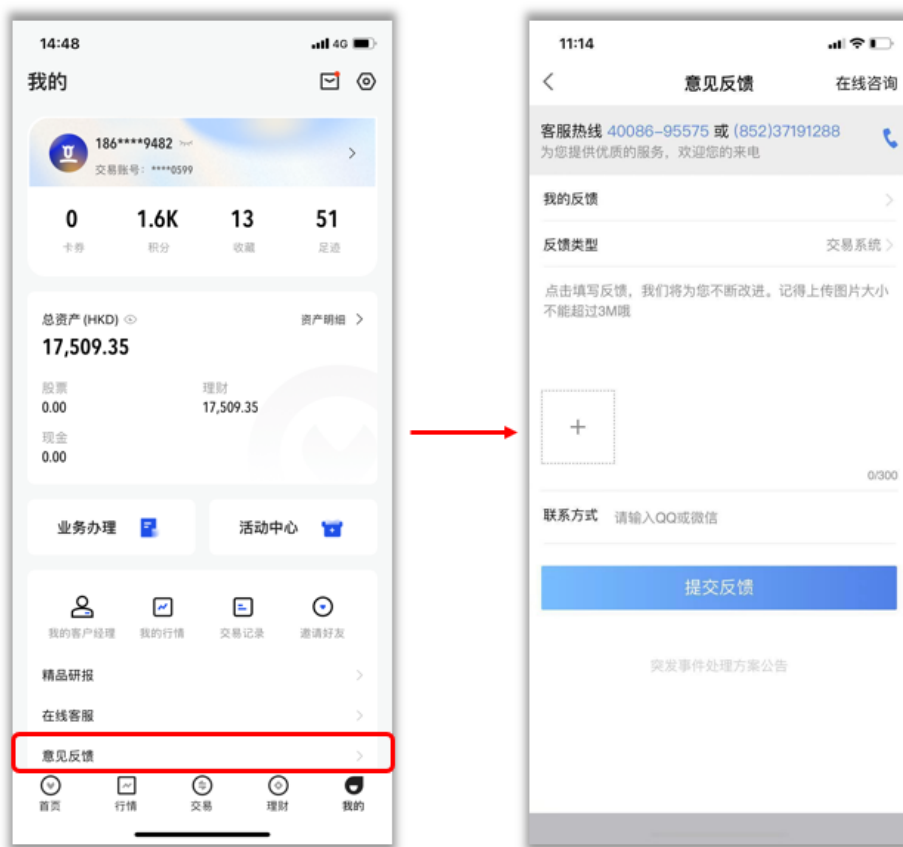 14:48
4G
我的
186****9482
交易账号：****0599
0
1.6K
13
51
卡券
积分
收藏
足迹
总资产 (HKD)
资产明细
17,509.35
股票
理财
0.00
17,509.35
现金
0.00
业务办理
活动中心
我的客户经理
我的行情
交易记录
邀请好友
精品研报
在线客服
意见反馈
首页
行情
交易
理财
我的
11:14
意见反馈
在线咨询
客服热线 40086-95575 或 (852)37191288
为您提供优质的服务，欢迎您的来电
我的反馈
反馈类型
交易系统
点击填写反馈，我们将为您不断改进。记得上传图片大小
不能超过3M哦
+
0/300
联系方式 请输入QQ或微信
提交反馈
突发事件处理方案公告